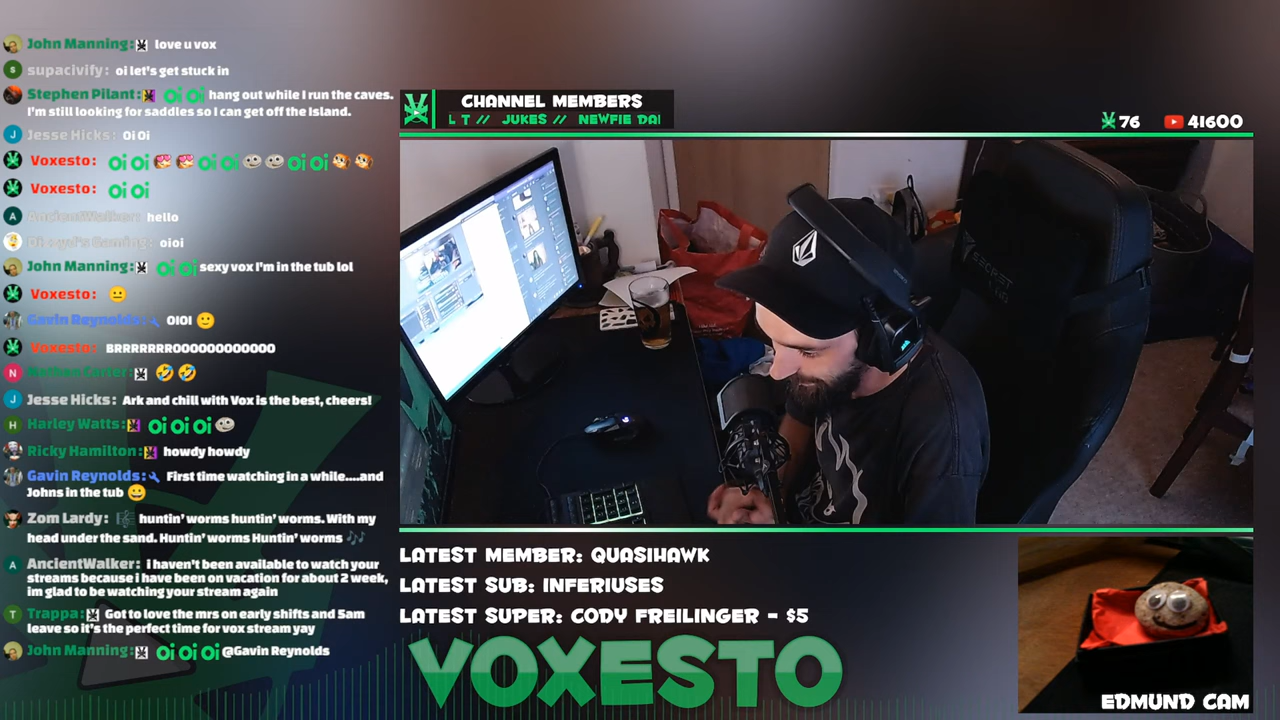 John Manning: love u vox
supacivify: oi let's get stuck in
Stephen Pilant: oi oi hang out while I run the caves.
I'm still looking for saddles so I can get off the Island.
Jesse Hicks: Oi Oi
Voxesto: oi oi oi oi oi oi
Voxesto: oi oi
AncientWalker: hello
Gaming: oioi
John Manning: oi oi sexy vox I'm in the tub lol
Voxesto:
Gavin Reynolds: OIOI
Voxesto: BRRRRRRROOOOOOOOOOOO
Nathan Carter:
Jesse Hicks: Ark and chill with Vox is the best, cheers!
Harley Watts: oi oi oi
Ricky Hamilton: howdy howdy
Gavin Reynolds: First time watching in a while....and
Johns in the tub
Zom Lardy: huntin' worms huntin' worms. With my
head under the sand. Huntin' worms Huntin' worms
AncientWalker: i haven't been available to watch your
streams because i have been on vacation for about 2 week,
im glad to be watching your stream again
Trappa: Got to love the mrs on early shifts and 5am
leave so it's the perfect time for vox stream yay
John Manning: oi oi oi @Gavin Reynolds
CHANNEL MEMBERS
L T // JUKES // NEWFIE DA
76
41600
SECRET
LATEST MEMBER: QUASIHAWK
LATEST SUB: INFERIUSES
LATEST SUPER: CODY FREILINGER - $5
VOXESTO
EDMUND CAM